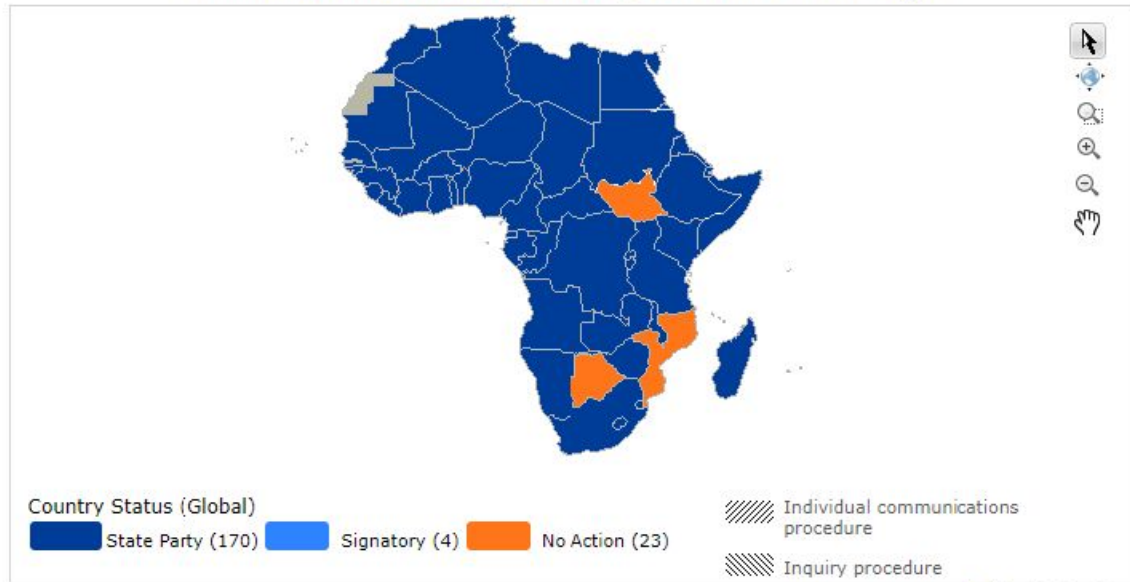 Country Status (Global)
State Party (170)
Signatory (4)
No Action (23)
Individual communications
procedure
Inquiry procedure